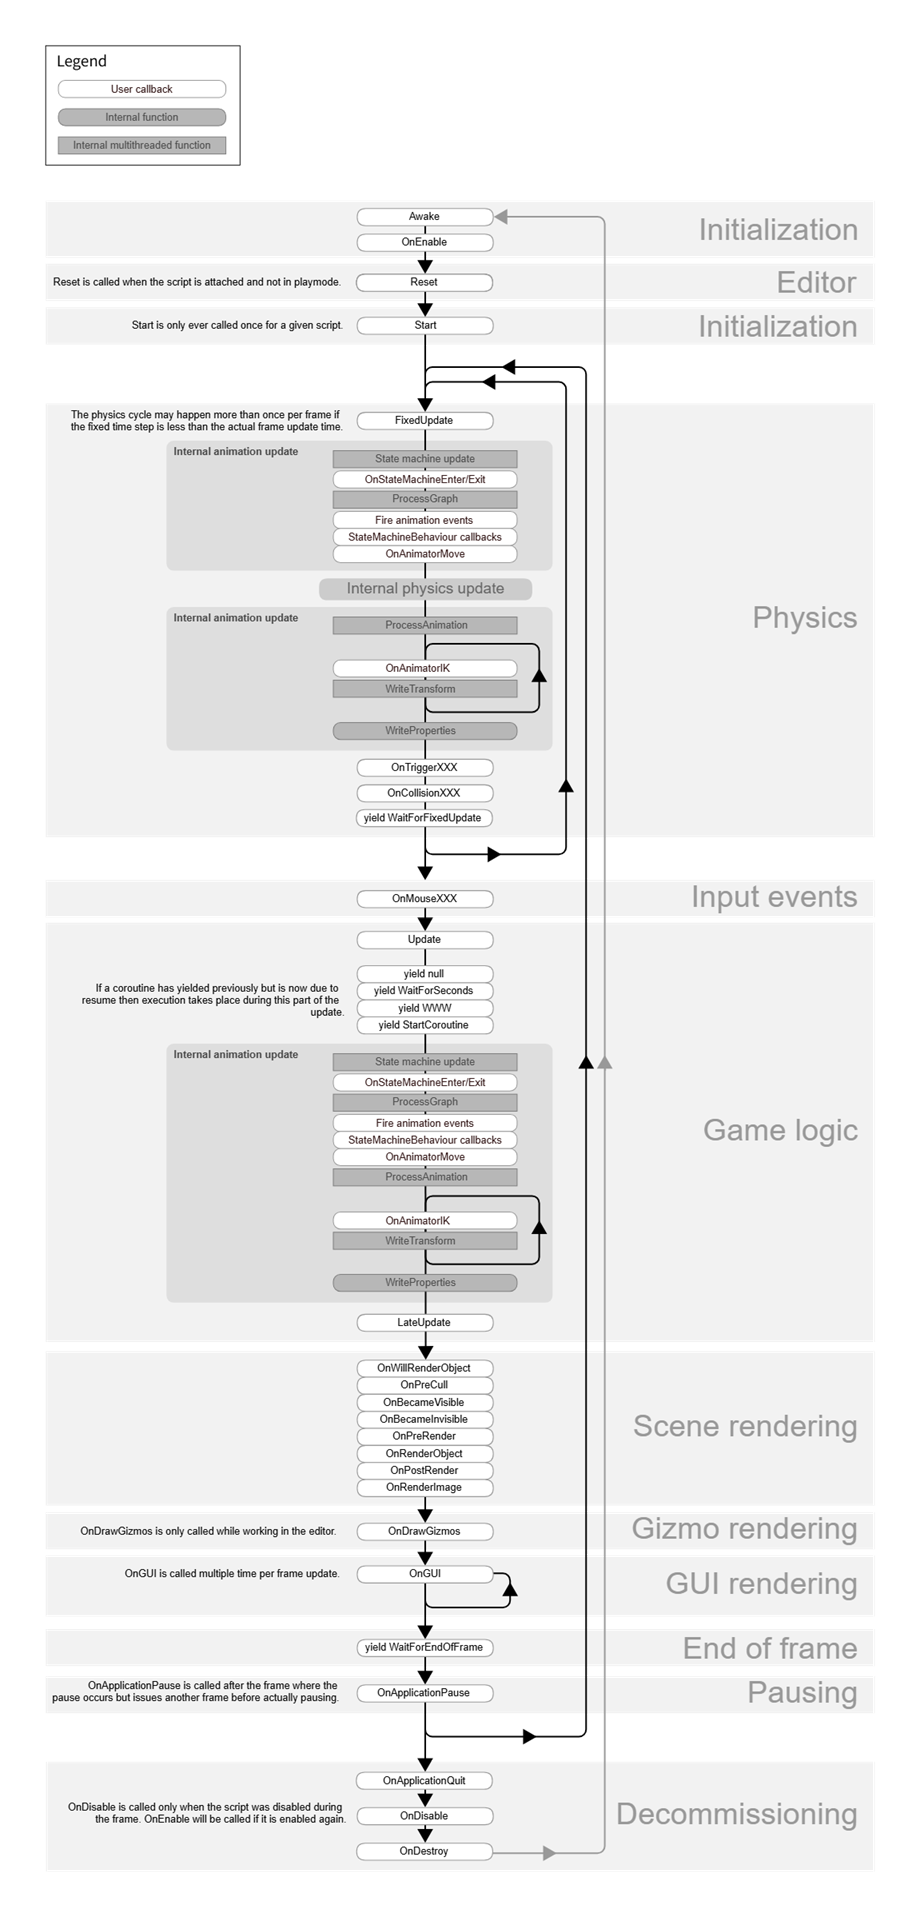 Legend
User callback
Internal function
Internal multithreaded function
Awake
Initialization
OnEnable
Reset is called when the script is attached and not in playmode.
Reset
Editor
Start is only ever called once for a given script.
Start
Initialization
The physics cycle may happen more than once per frame if
the fixed time step is less than the actual frame update time.
FixedUpdate
Internal animation update
State machine update
OnStateMachineEnter/Exit
ProcessGraph
Fire animation events
StateMachineBehaviour callbacks
OnAnimatorMove
Internal physics update
Physics
Internal animation update
ProcessAnimation
OnAnimatorIK
WriteTransform
WriteProperties
OnTriggerXXX
OnCollisionXXX
yield WaitForFixedUpdate
OnMouseXXX
Input events
Update
yield null
If a coroutine has yielded previously but is now due to
resume then execution takes place during this part of the
update.
yield WaitForSeconds
yield WWW
yield StartCoroutine
Internal animation update
State machine update
OnStateMachineEnter/Exit
ProcessGraph
Fire animation events
StateMachineBehaviour callbacks
OnAnimatorMove
ProcessAnimation
Game logic
OnAnimatorIK
WriteTransform
WriteProperties
LateUpdate
OnWillRenderObject
OnPreCull
OnBecameVisible
OnBecameInvisible
OnPreRender
OnRenderObject
OnPostRender
OnRenderImage
Scene rendering
OnDrawGizmos is only called while working in the editor.
OnDrawGizmos
Gizmo rendering
OnGUI is called multiple time per frame update.
OnGUI
GUI rendering
yield WaitForEndOfFrame
End of frame
OnApplicationPause is called after the frame where the
pause occurs but issues another frame before actually pausing.
OnApplicationPause
Pausing
OnApplicationQuit
OnDisable is called only when the script was disabled during
the frame. OnEnable will be called if it is enabled again.
OnDisable
Decommissioning
OnDestroy